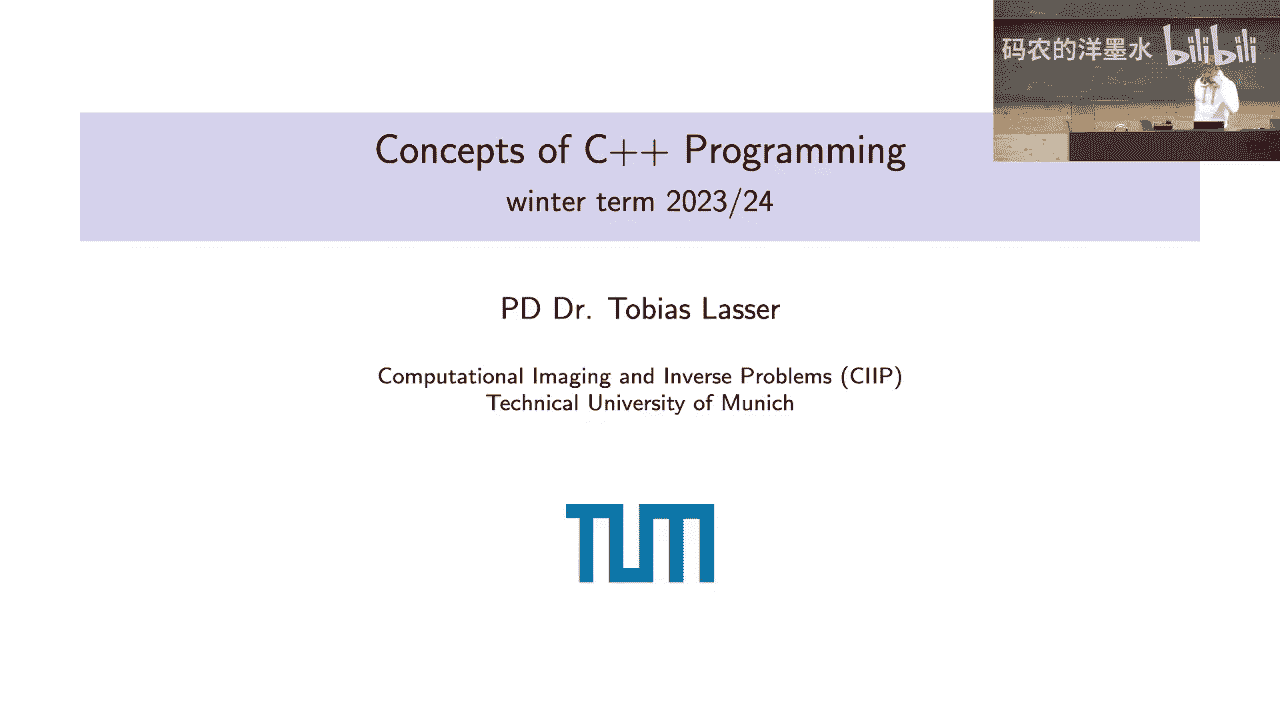 码农的洋墨水 bilibili
Concepts of C++ Programming
winter term 2023/24
PD Dr. Tobias Lasser
Computational Imaging and Inverse Problems (CIIP)
Technical University of Munich
TUM